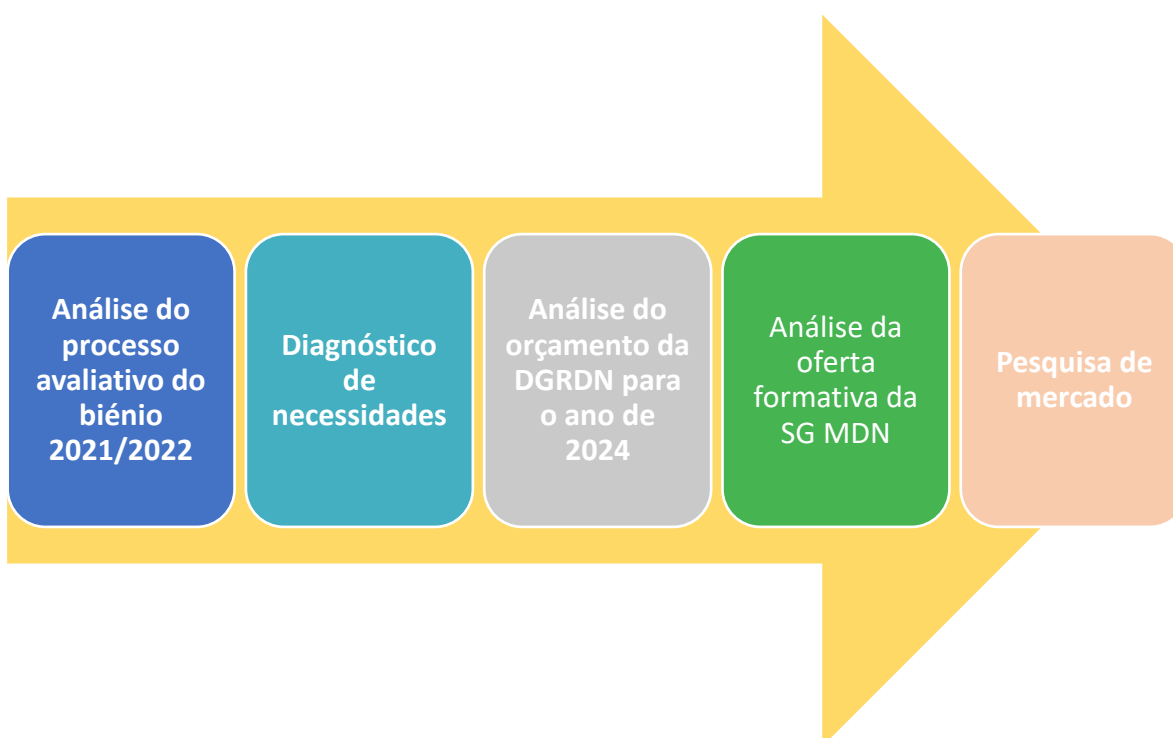 Análise do
processo
avaliativo do
biénio
2021/2022
Diagnóstico
de
necessidades
Análise do
orçamento da
DGRDN para
o ano de
2024
Análise da
oferta
formativa da
SG MDN
Pesquisa de
mercado